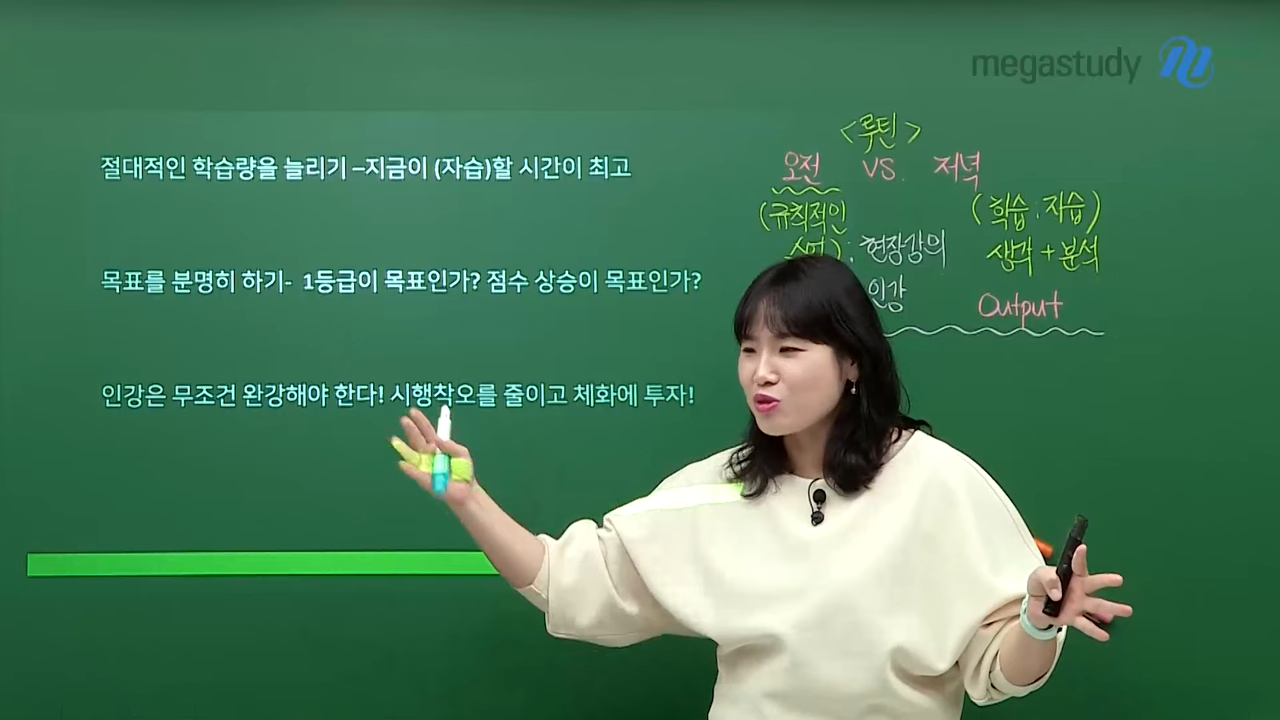 megastudy
절대적인 학습량을 늘리기 –지금이 (자습)할 시간이 최고
목표를 분명히 하기- 1등급이 목표인가? 점수 상승이 목표인가?
인강은 무조건 완강해야 한다! 시행착오를 줄이고 체화에 투자!
<루틴>
오전 VS. 저녁
(규칙적인
수업) : 현장강의
인강
(학습.자습)
생각+분석
Output